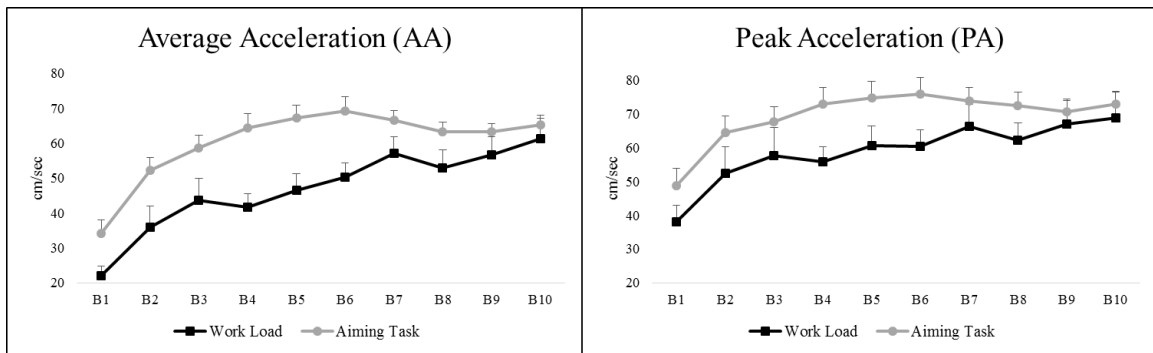 Average Acceleration (AA)
80
70
60
50
40
30
20
cm/sec
B1 B2 B3 B4 B5 B6 B7 B8 B9 B10
Work Load Aiming Task
Peak Acceleration (PA)
80
70
60
50
40
30
20
cm/sec
B1 B2 B3 B4 B5 B6 B7 B8 B9 B10
Work Load Aiming Task